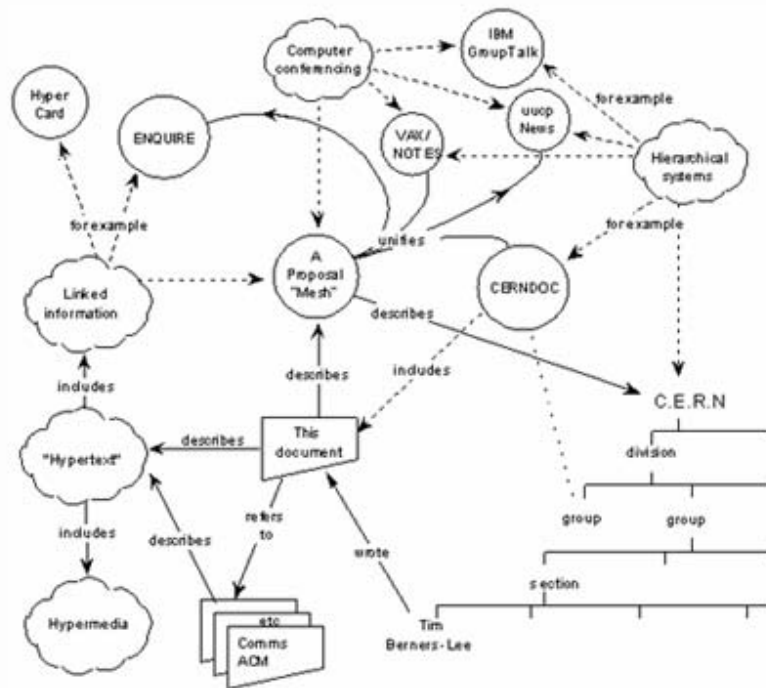 IBM
GroupTalk
Computer
conferencing
Hyper
Card
ENQUIRE
VAX/
NOTES
uucp
News
for example
Hierarchical
systems
for example
unifies
for example
A
Proposal
"Mesh"
CERNDOC
Linked
information
describes
includes
describes
includes
C.E.R.N
This
document
describes
"Hypertext"
division
refers
to
group
group
includes
describes
wrote
section
Hypermedia
etc
Comms
ACM
Tim
Berners-Lee